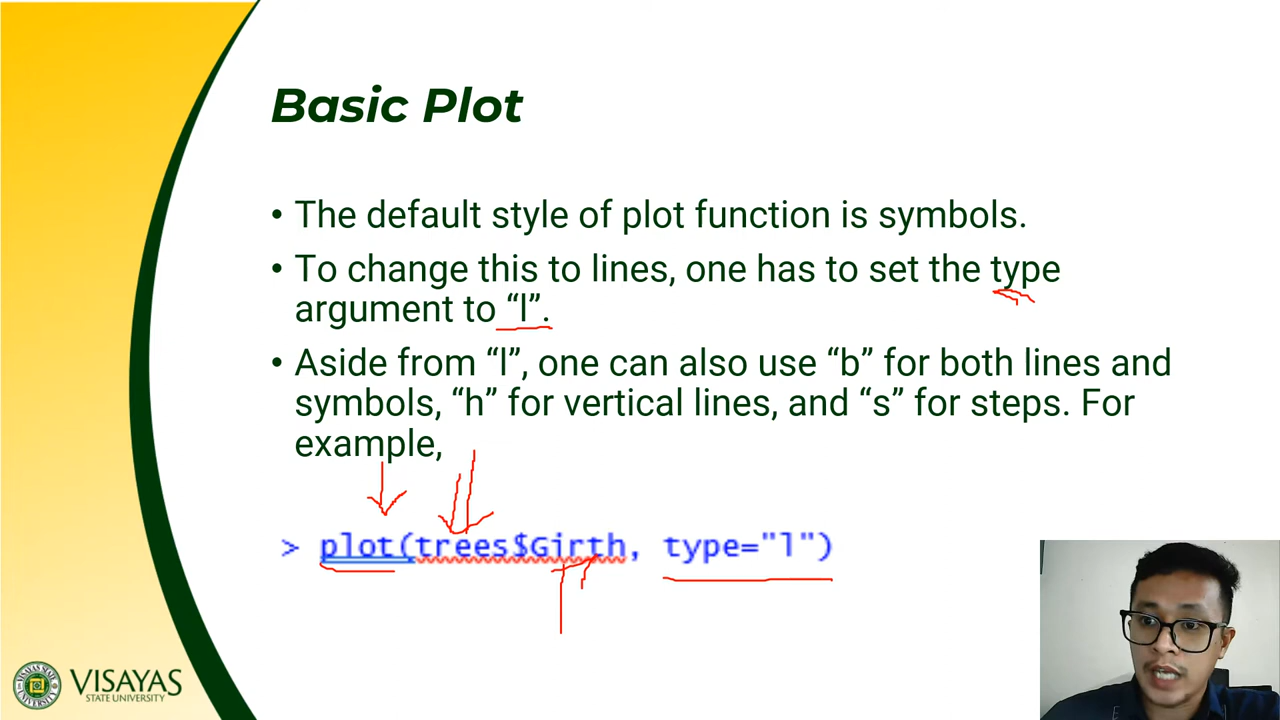 Basic Plot
• The default style of plot function is symbols.
• To change this to lines, one has to set the type
argument to “l”.
• Aside from “l”, one can also use “b” for both lines and
symbols, “h” for vertical lines, and “s” for steps. For
example,
> plot(trees$Girth, type="l")
VISAYAS
STATE UNIVERSITY